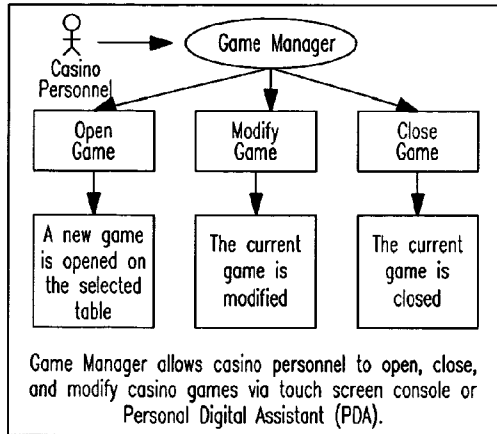 Game Manager
Casino
Personnel
Open
Game
Modify
Game
Close
Game
A new game
is opened on
the selected
table
The current
game is
modified
The current
game is
closed
Game Manager allows casino personnel to open, close,
and modify casino games via touch screen console or
Personal Digital Assistant (PDA).